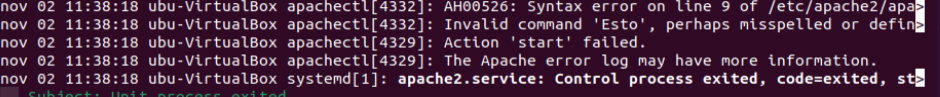 nov 02 11:38:18 ubu-VirtualBox apachectl[4332]: AH00526: Syntax error on line 9 of /etc/apache2/apa>
nov 02 11:38:18 ubu-VirtualBox apachectl[4332]: Invalid command 'Esto', perhaps misspelled or defin>
nov 02 11:38:18 ubu-VirtualBox apachectl[4329]: Action 'start' failed.
nov 02 11:38:18 ubu-VirtualBox apachectl[4329]: The Apache error log may have more information.
nov 02 11:38:18 ubu-VirtualBox systemd[1]: apache2.service: Control process exited, code=exited, st>
Subject: Unit process exited